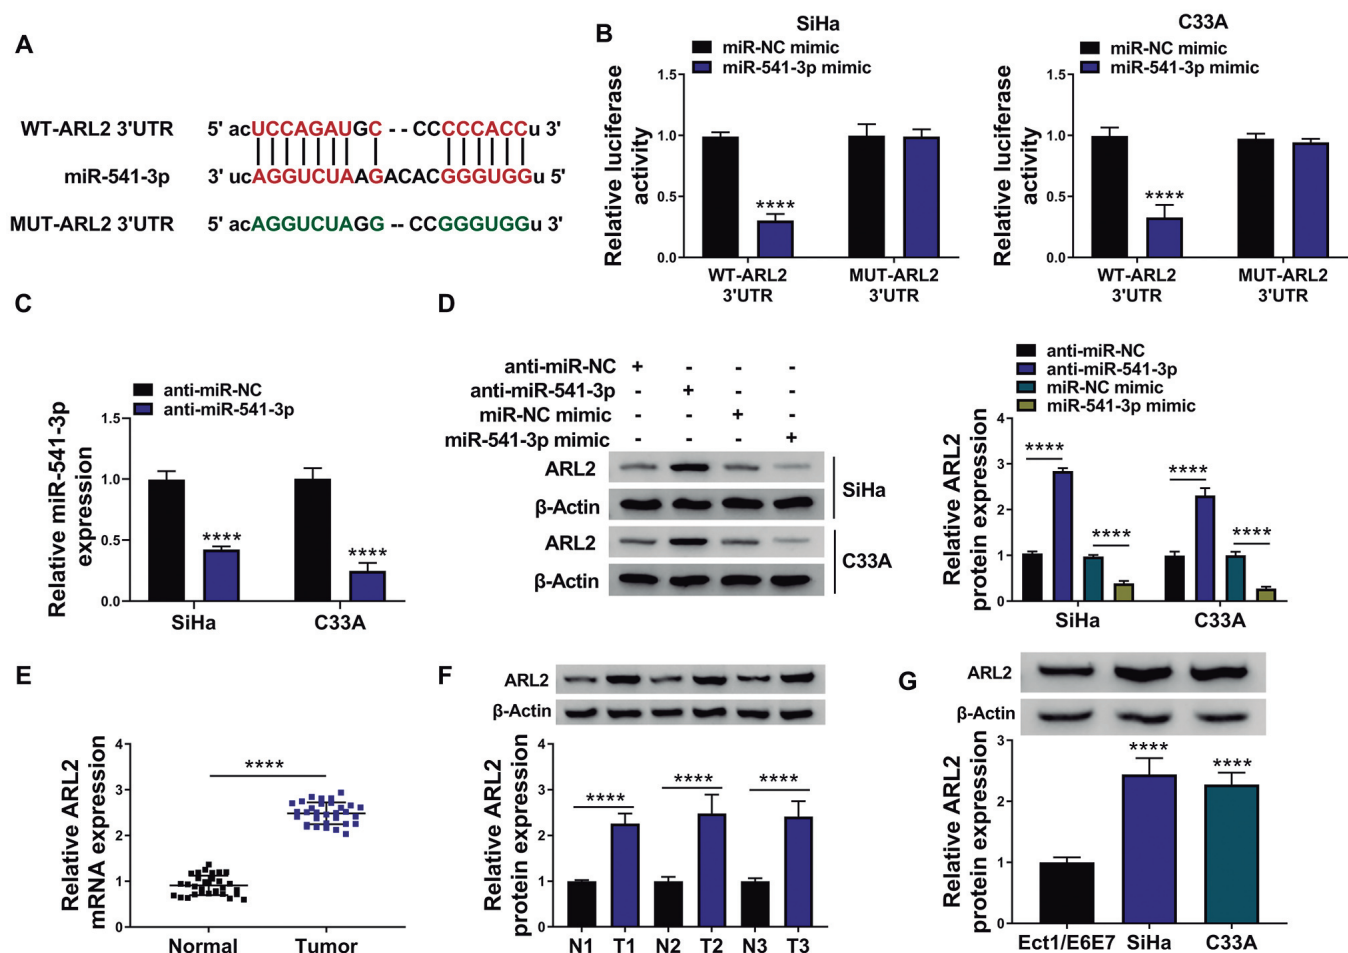 A
WT-ARL2 3'UTR 5' acUCCAGAUGC - - CCCCCACCu 3'
miR-541-3p 3' ucAGGUCUAAGACACGGGUGGu 5'
MUT-ARL2 3'UTR 5' acAGGUCUAGG -- CCGGGUGGu 3'
B
SiHa
miR-NC mimic
miR-541-3p mimic
Relative luciferase
activity
1.5
1.0
0.5
0.0
****
WT-ARL2
3'UTR
MUT-ARL2
3'UTR
C33A
miR-NC mimic
miR-541-3p mimic
Relative luciferase
activity
1.5
1.0
0.5
0.0
****
WT-ARL2
3'UTR
MUT-ARL2
3'UTR
C
anti-miR-NC
anti-miR-541-3p
Relative miR-541-3p
expression
1.5
1.0
0.5
0.0
****
****
SiHa
C33A
D
anti-miR-NC + - - -
anti-miR-541-3p - + - -
miR-NC mimic - - + -
miR-541-3p mimic - - - +
ARL2
β-Actin
SiHa
ARL2
β-Actin
C33A
anti-miR-NC
anti-miR-541-3p
miR-NC mimic
miR-541-3p mimic
Relative ARL2
protein expression
4
3
2
1
0
****
****
****
****
SiHa
C33A
E
Relative ARL2
mRNA expression
4
3
2
1
0
****
Normal
Tumor
F
ARL2
β-Actin
Relative ARL2
protein expression
4
3
2
1
0
****
****
****
N1 T1 N2 T2 N3 T3
G
ARL2
β-Actin
Relative ARL2
protein expression
3
2
1
0
****
****
Ect1/E6E7 SiHa C33A